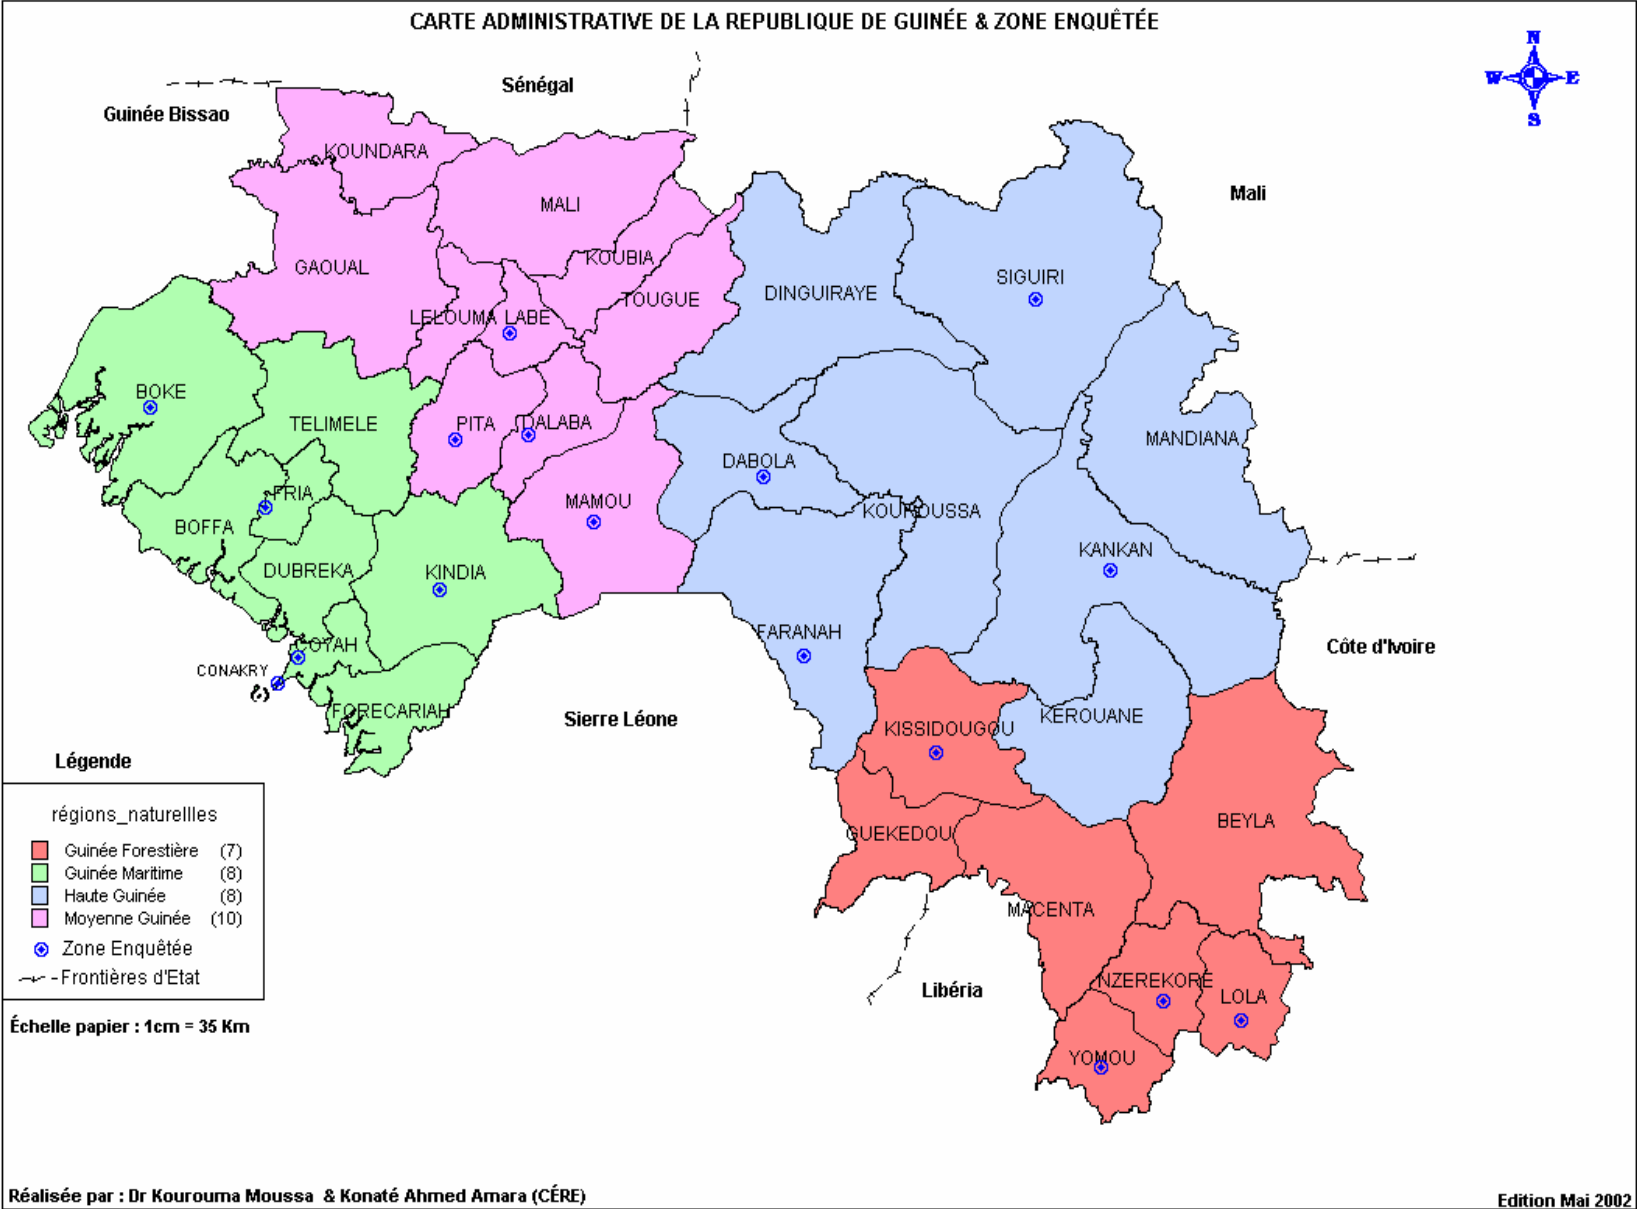 CARTE ADMINISTRATIVE DE LA REPUBLIQUE DE GUINÉE & ZONE ENQUÊTÉE
N
W E
S
Sénégal
Guinée Bissao
Mali
KOUNDARA
MALI
GAOUAL
KOUBIA
TOUGUE
LELOUMA
LABE
DINGUIRAYE
SIGUIRI
BOKE
TELIMELE
PITA
DALABA
MANDIANA
DABOLA
FRIA
MAMOU
KOUROUSSA
BOFFA
KANKAN
DUBREKA
KINDIA
FARANAH
COYAH
Côte d'Ivoire
CONAKRY
FORECARIAH
Sierre Léone
KISSIDOUGOU
KEROUANE
BEYLA
GUEKEDOU
MACENTA
NZEREKORE
LOLA
Libéria
YOMOU
Légende
régions_naturellles
Guinée Forestière (7)
Guinée Maritime (8)
Haute Guinée (8)
Moyenne Guinée (10)
Zone Enquêtée
-Frontières d'Etat
Échelle papier : 1cm = 35 Km
Réalisée par : Dr Kourouma Moussa & Konaté Ahmed Amara (CÉRE)
Edition Mai 2002